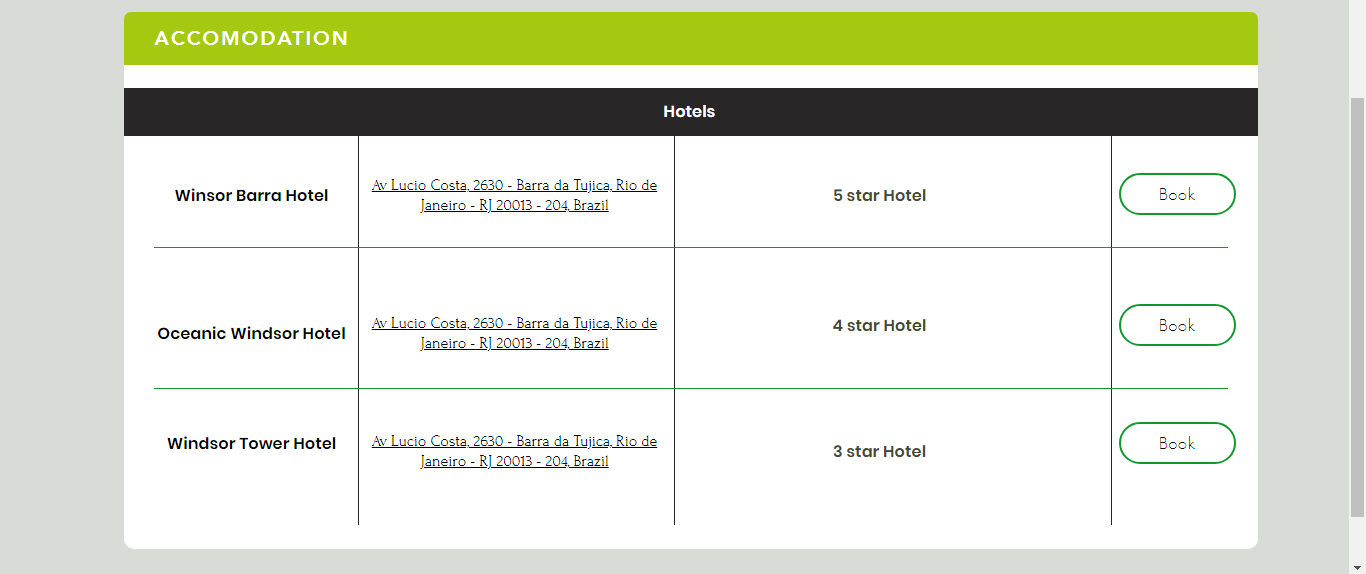 ACCOMODATION
Hotels
Winsor Barra Hotel
Av Lucio Costa, 2630 - Barra da Tujica, Rio de
Janeiro - RJ 20013 - 204, Brazil
5 star Hotel
Book
Oceanic Windsor Hotel
Av Lucio Costa, 2630 - Barra da Tujica, Rio de
Janeiro - RJ 20013 - 204, Brazil
4 star Hotel
Book
Windsor Tower Hotel
Av Lucio Costa, 2630 - Barra da Tujica, Rio de
Janeiro - RJ 20013 - 204, Brazil
3 star Hotel
Book